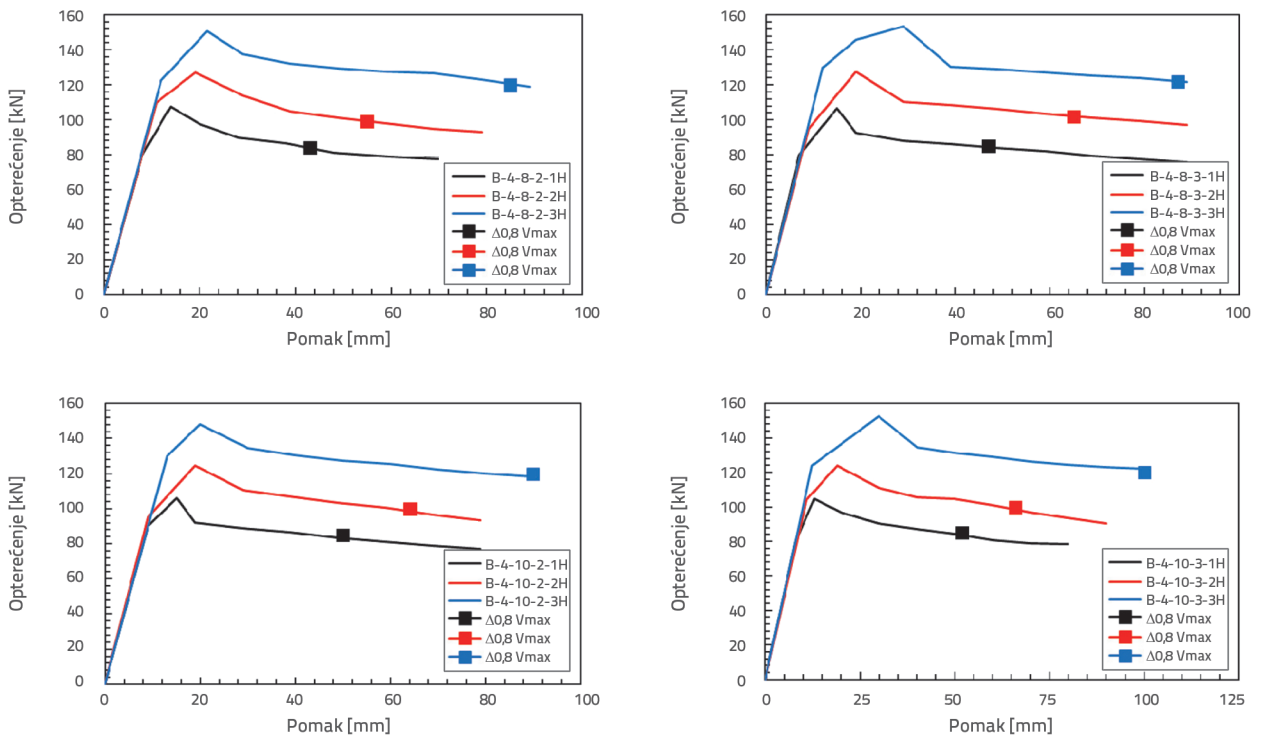 160
140
120
100
80
60
40
20
0
Opterećenje [kN]
0 20 40 60 80 100
Pomak [mm]
B-4-8-2-1H
B-4-8-2-2H
B-4-8-2-3H
Δ0,8 Vmax
Δ0,8 Vmax
Δ0,8 Vmax
160
140
120
100
80
60
40
20
0
Opterećenje [kN]
0 20 40 60 80 100
Pomak [mm]
B-4-8-3-1H
B-4-8-3-2H
B-4-8-3-3H
Δ0,8 Vmax
Δ0,8 Vmax
Δ0,8 Vmax
160
140
120
100
80
60
40
20
0
Opterećenje [kN]
0 20 40 60 80 100
Pomak [mm]
B-4-10-2-1H
B-4-10-2-2H
B-4-10-2-3H
Δ0,8 Vmax
Δ0,8 Vmax
Δ0,8 Vmax
160
140
120
100
80
60
40
20
0
Opterećenje [kN]
0 25 50 75 100 125
Pomak [mm]
B-4-10-3-1H
B-4-10-3-2H
B-4-10-3-3H
Δ0,8 Vmax
Δ0,8 Vmax
Δ0,8 Vmax